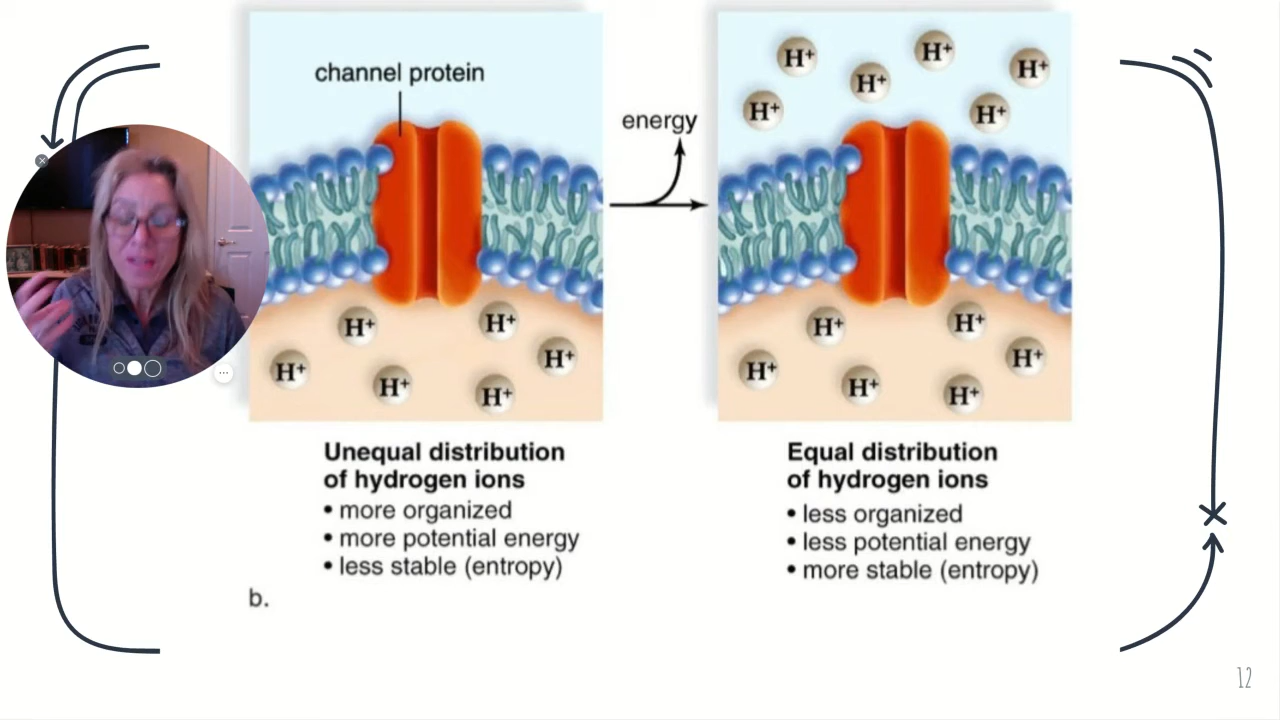 channel protein
H⁺
H⁺
H⁺
H⁺
H⁺
H⁺
energy
H⁺
H⁺
H⁺
H⁺
H⁺
H⁺
H⁺
H⁺
H⁺
H⁺
H⁺
H⁺
Unequal distribution
of hydrogen ions
• more organized
• more potential energy
• less stable (entropy)
b.
Equal distribution
of hydrogen ions
• less organized
• less potential energy
• more stable (entropy)
12